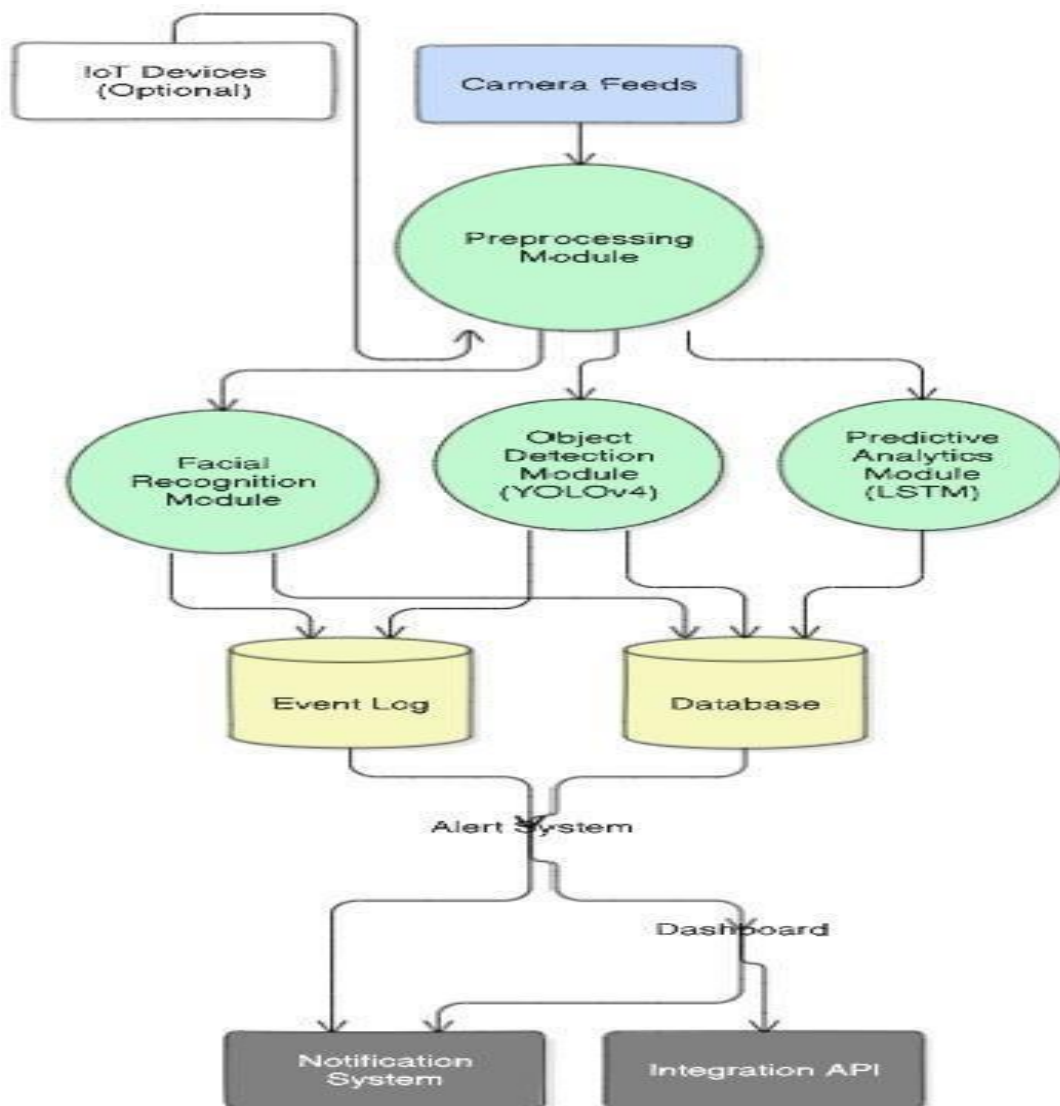 IoT Devices
(Optional)
Camera Feeds
Preprocessing
Module
Facial
Recognition
Module
Object
Detection
Module
(YOLOv4)
Predictive
Analytics
Module
(LSTM)
Event Log
Database
Alert System
Dashboard
Notification
System
Integration API